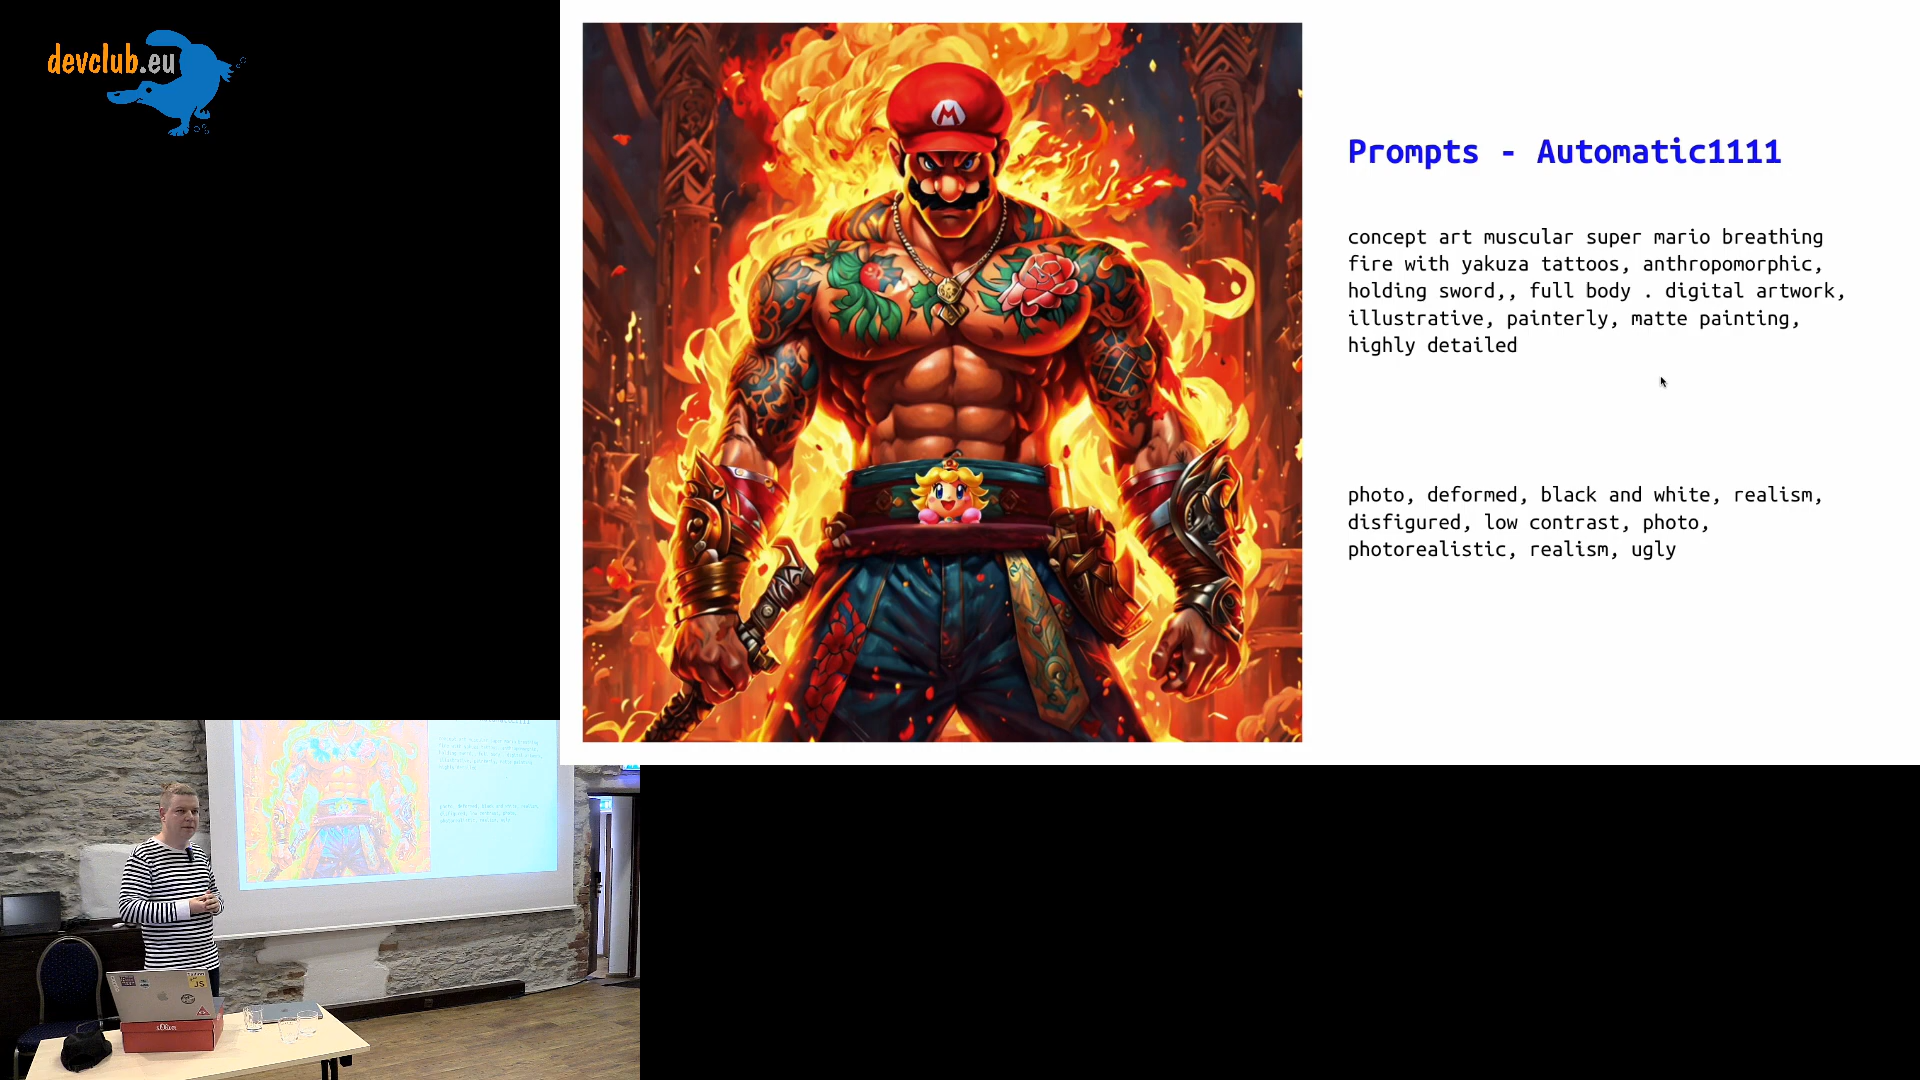 devclub.eu
M
Prompts - Automatic1111
concept art muscular super mario breathing
fire with yakuza tattoos, anthropomorphic,
holding sword,, full body . digital artwork,
illustrative, painterly, matte painting,
highly detailed
photo, deformed, black and white, realism,
disfigured, low contrast, photo,
photorealistic, realism, ugly
JS
s.Oliver